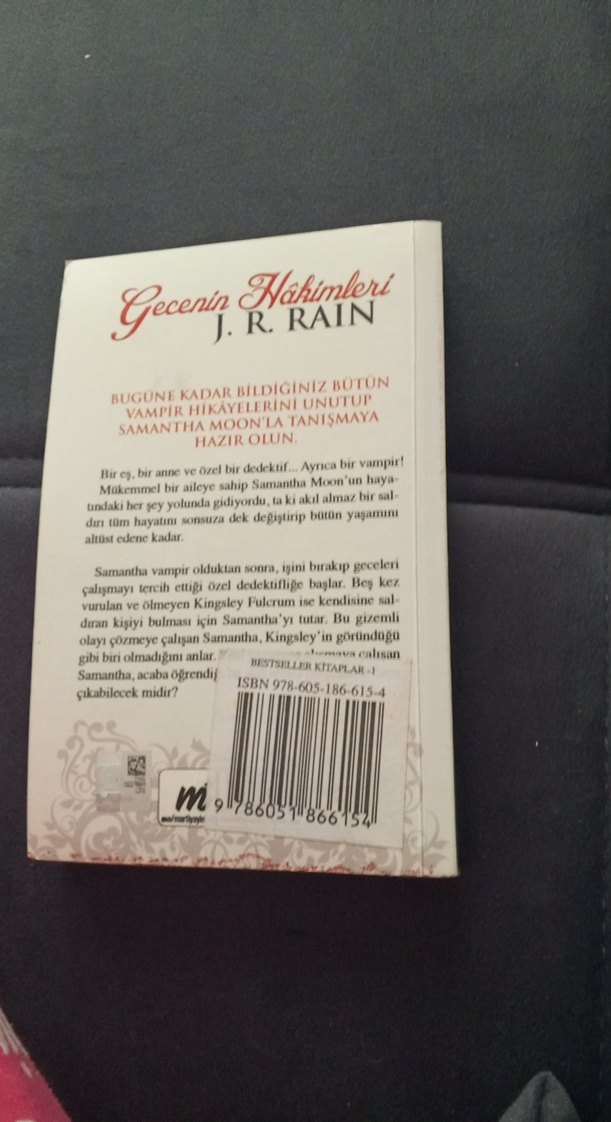 Gecenin Hâkimleri
J. R. RAIN
BUGÜNE KADAR BİLDİĞİNİZ BÜTÜN
VAMPİR HİKÂYELERİNİ UNUTUP
SAMANTHA MOON'LA TANIŞMAYA
HAZIR OLUN.
Bir eş, bir anne ve özel bir dedektif... Ayrıca bir vampir!
Mükemmel bir aileye sahip Samantha Moon'un haya-
tındaki her şey yolunda gidiyordu, ta ki akıl almaz bir sal-
dırı tüm hayatını sonsuza dek değiştirip bütün yaşamını
altüst edene kadar.
Samantha vampir olduktan sonra, işini bırakıp geceleri
çalışmayı tercih ettiği özel dedektifliğe başlar. Beş kez
vurulan ve ölmeyen Kingsley Fulcrum ise kendisine sal-
dıran kişiyi bulması için Samantha'yı tutar. Bu gizemli
olayı çözmeye çalışan Samantha, Kingsley'in göründüğü
gibi biri olmadığını anlar. çalışan
Samantha, acaba
çıkabilecek midir?
BESTSELLER KİTAPLAR -1
ISBN 978-605-186-615-4
m
9 786051 866154